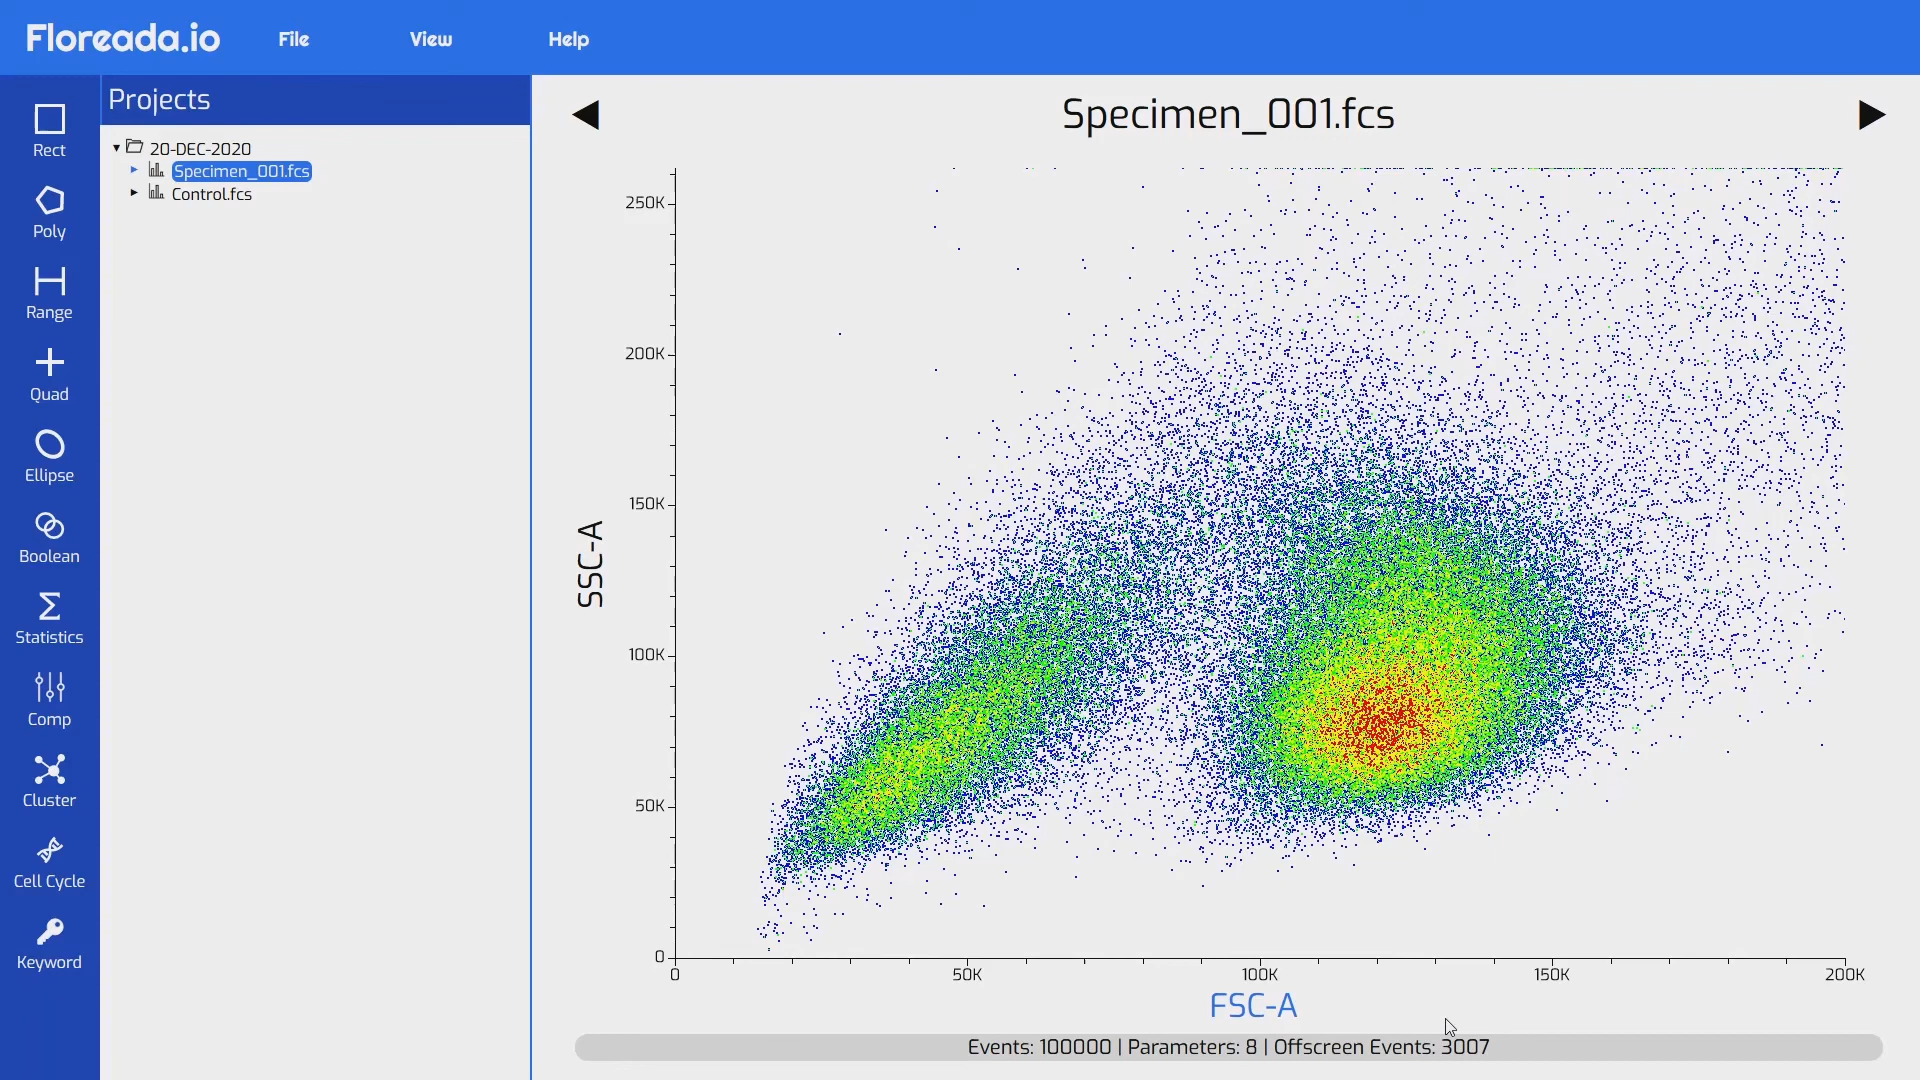 Floreada.io
File
View
Help
Rect
Poly
Range
Quad
Ellipse
Boolean
Statistics
Comp
Cluster
Cell Cycle
Keyword
Projects
20-DEC-2020
Specimen_001.fcs
Control.fcs
Specimen_001.fcs
SSC-A
250K
200K
150K
100K
50K
0
0 50K 100K 150K 200K
FSC-A
Events: 100000 | Parameters: 8 | Offscreen Events: 3007